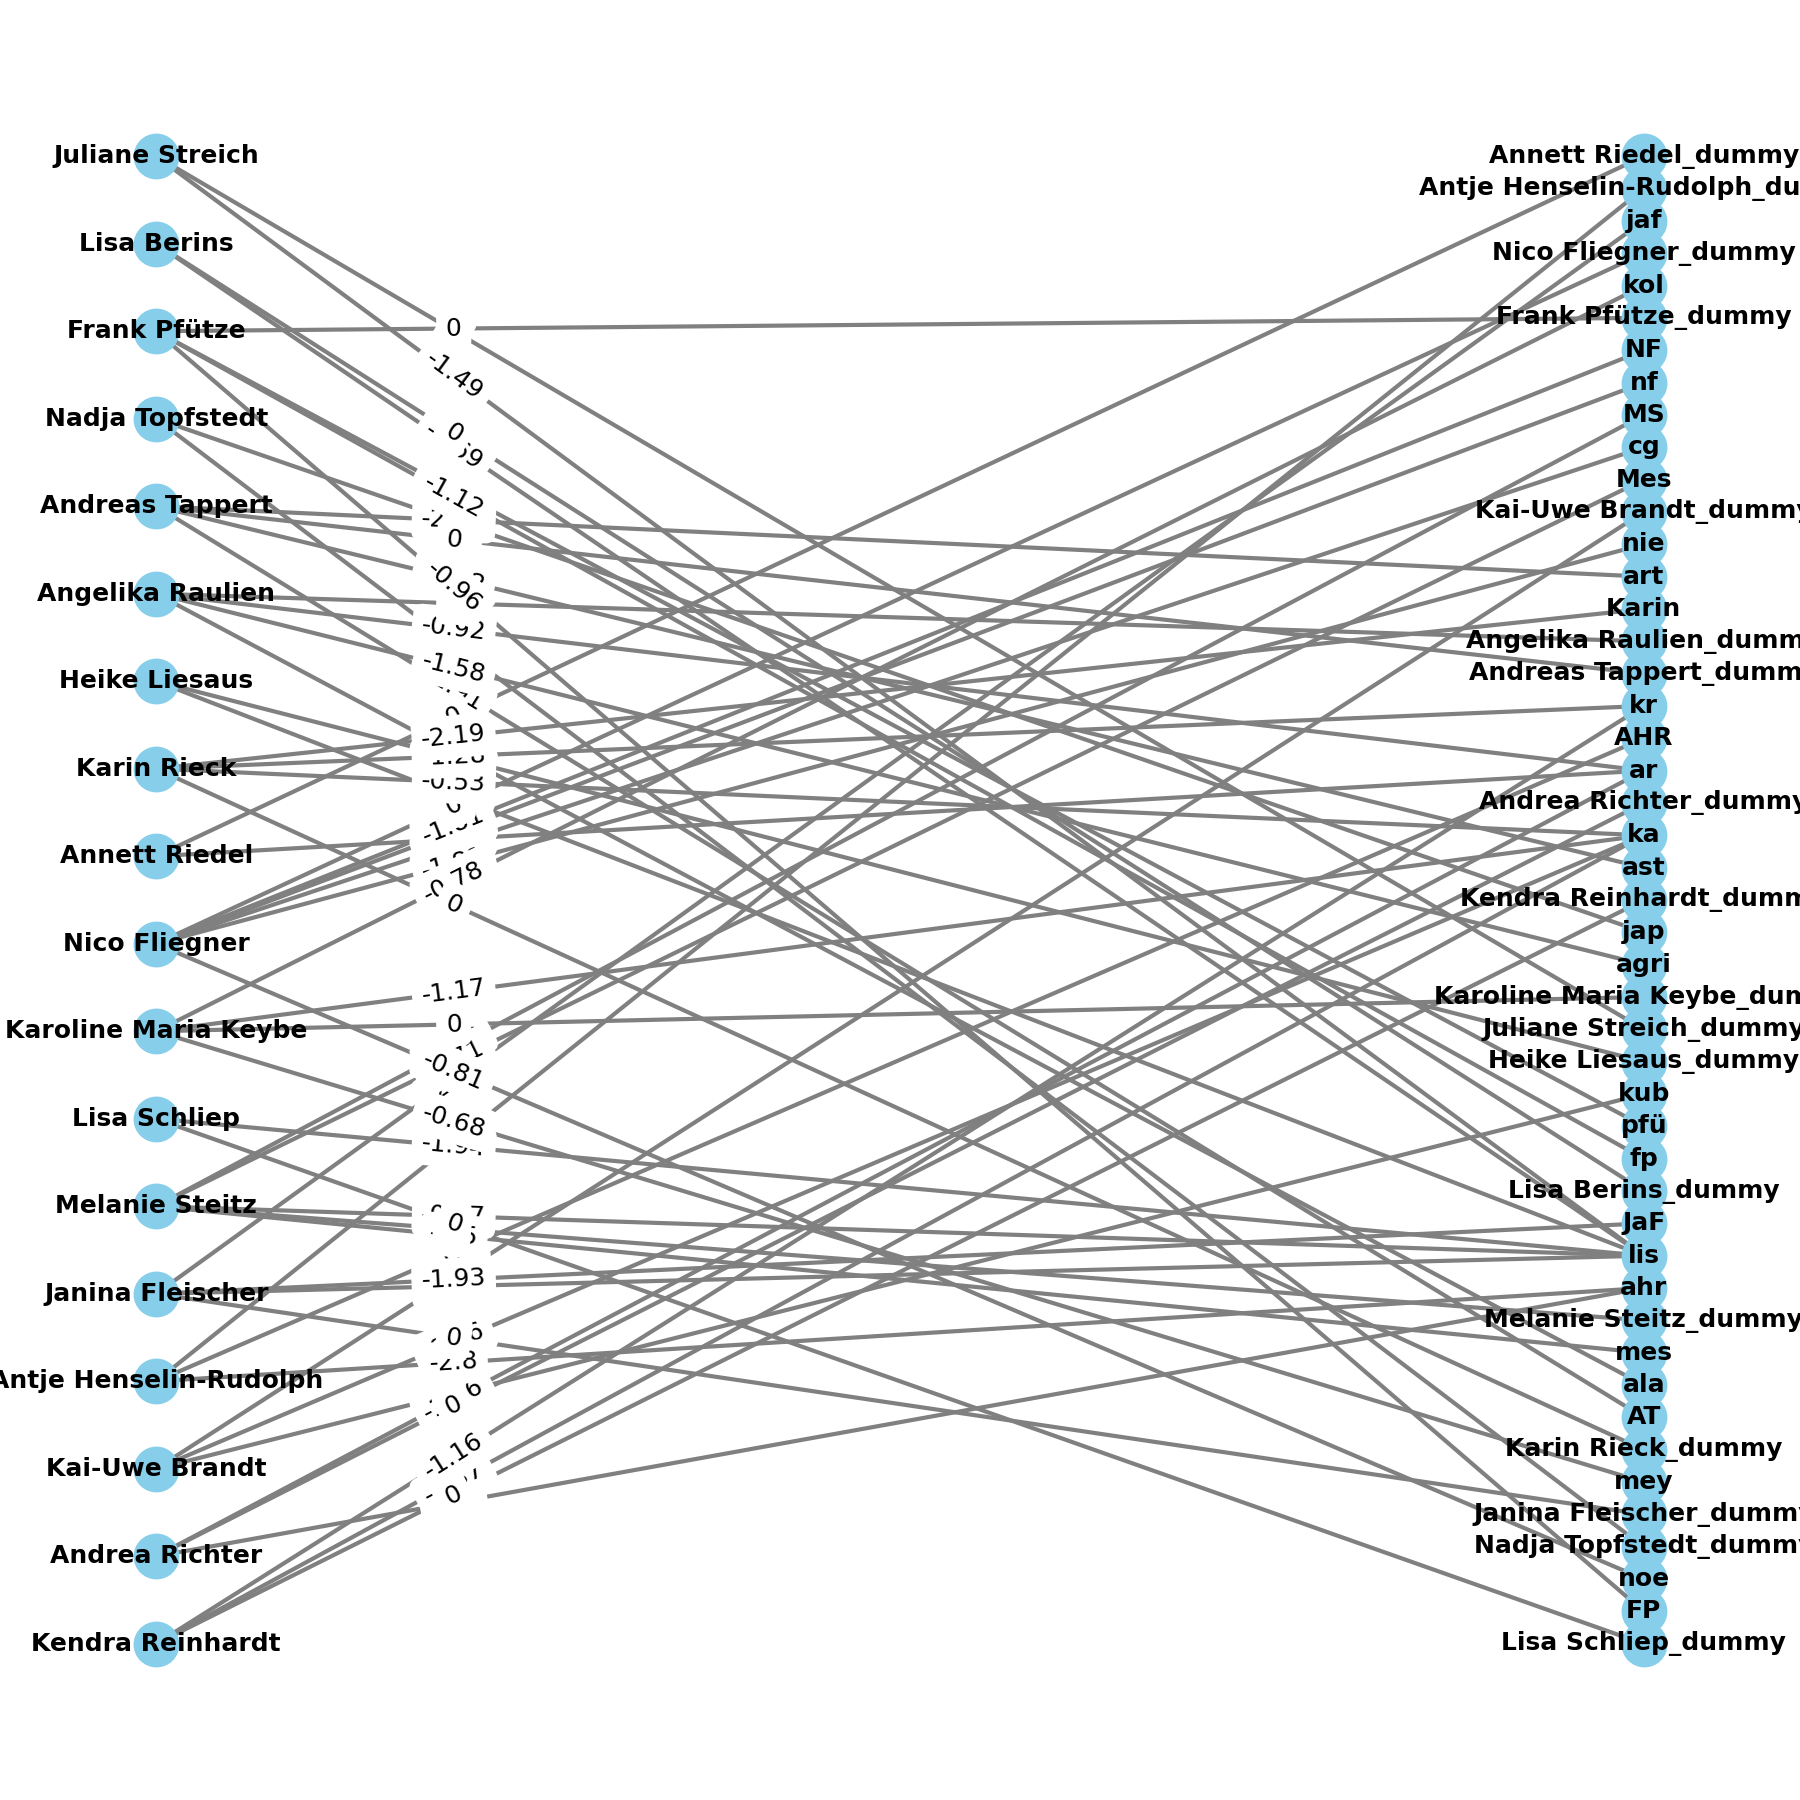 Juliane Streich
Lisa Berins
Frank Pfütze
Nadja Topfstedt
Andreas Tappert
Angelika Raulien
Heike Liesaus
Karin Rieck
Annett Riedel
Nico Fliegner
Karoline Maria Keybe
Lisa Schliep
Melanie Steitz
Janina Fleischer
Antje Henselin-Rudolph
Kai-Uwe Brandt
Andrea Richter
Kendra Reinhardt
0
-1.49
0
-1.12
0
-0.96
-0.92
-1.58
-2.19
-0.53
0
-1.17
0
-0.81
-0.68
0
-1.93
0
-2.8
0
-1.16
0
Annett Riedel_dummy
Antje Henselin-Rudolph_du
jaf
Nico Fliegner_dummy
kol
Frank Pfütze_dummy
NF
nf
MS
cg
Mes
Kai-Uwe Brandt_dummy
nie
art
Karin
Angelika Raulien_dumm
Andreas Tappert_dumm
kr
AHR
ar
Andrea Richter_dummy
ka
ast
Kendra Reinhardt_dumm
jap
agri
Karoline Maria Keybe_dum
Juliane Streich_dummy
Heike Liesaus_dummy
kub
pfü
fp
Lisa Berins_dummy
JaF
lis
ahr
Melanie Steitz_dummy
mes
ala
AT
Karin Rieck_dummy
mey
Janina Fleischer_dummy
Nadja Topfstedt_dummy
noe
FP
Lisa Schliep_dummy